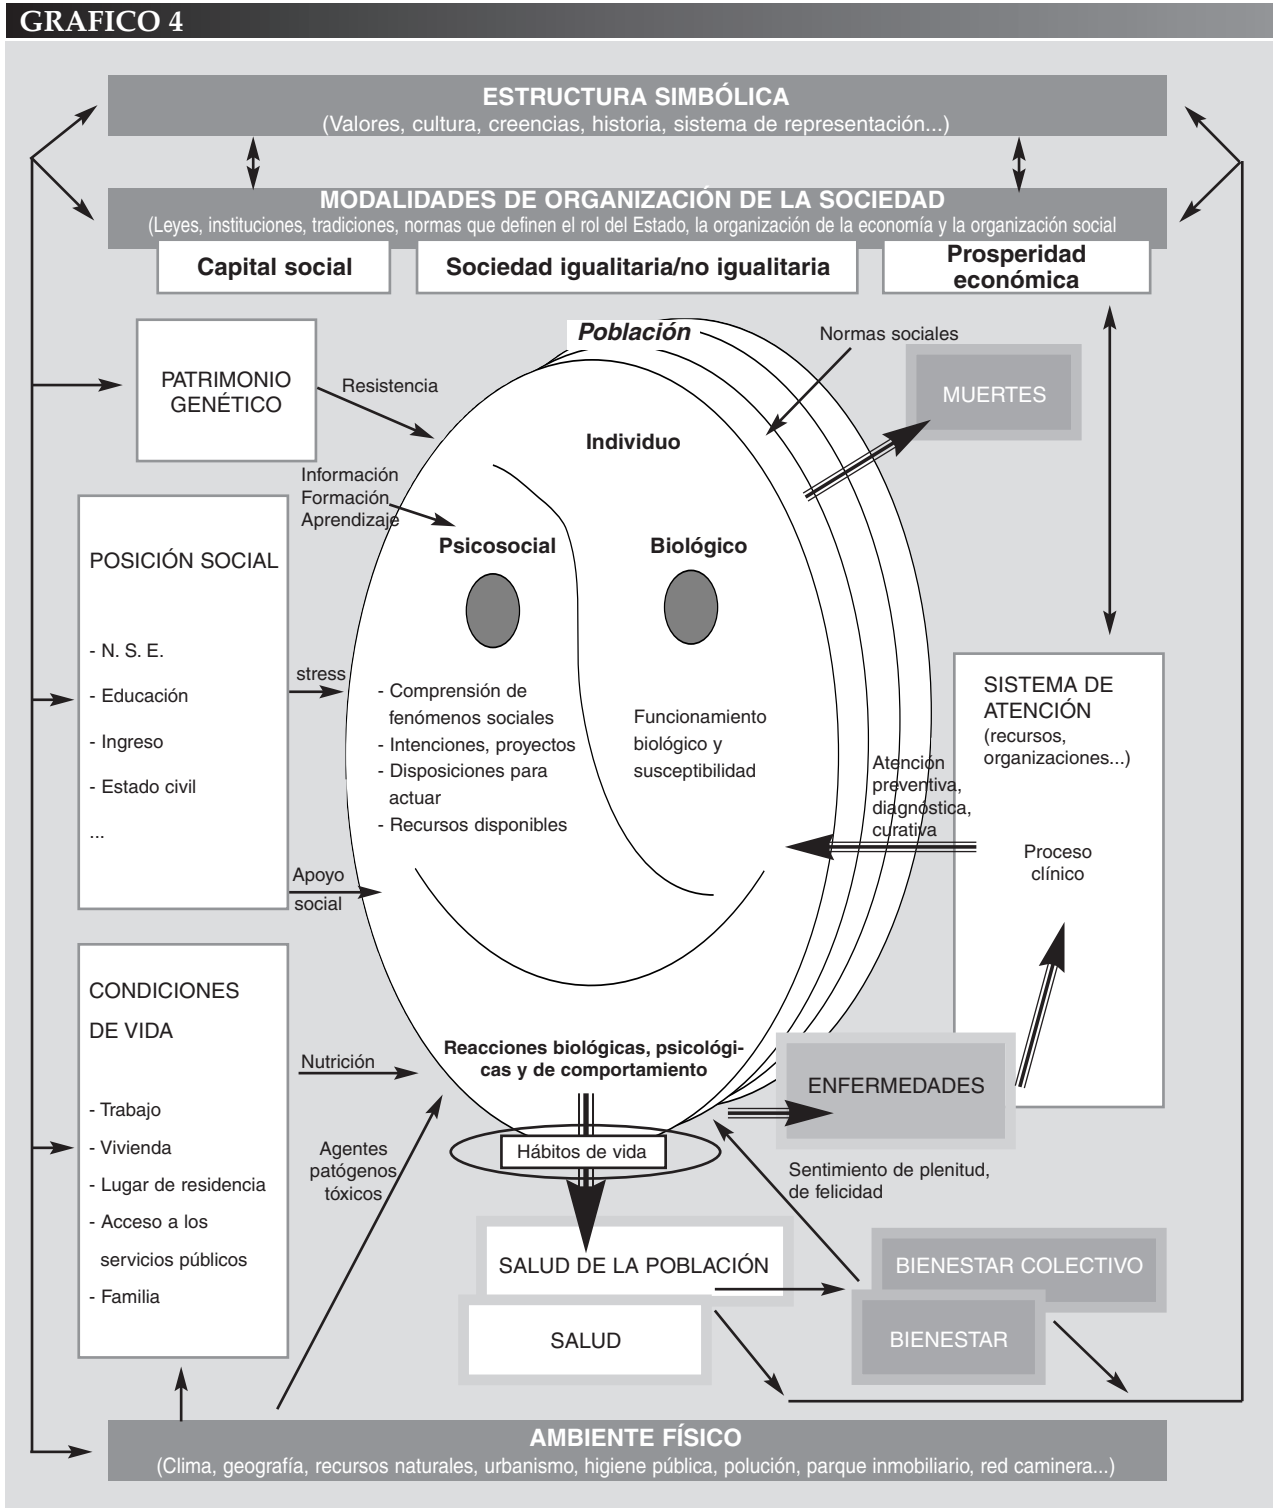 GRAFICO 4
ESTRUCTURA SIMBÓLICA
(Valores, cultura, creencias, historia, sistema de representación...)
MODALIDADES DE ORGANIZACIÓN DE LA SOCIEDAD
(Leyes, instituciones, tradiciones, normas que definen el rol del Estado, la organización de la economía y la organización social
Capital social
Sociedad igualitaria/no igualitaria
Prosperidad
económica
Población
Normas sociales
PATRIMONIO
GENÉTICO
Resistencia
MUERTES
Individuo
Información
Formación
Aprendizaje
Psicosocial
Biológico
POSICIÓN SOCIAL
- N. S. E.
- Educación
- Ingreso
- Estado civil
...
stress
- Comprensión de
fenómenos sociales
- Intenciones, proyectos
- Disposiciones para
actuar
- Recursos disponibles
Funcionamiento
biológico y
susceptibilidad
SISTEMA DE
ATENCIÓN
(recursos,
organizaciones...)
Atención
preventiva,
diagnóstica,
curativa
Proceso
clínico
Apoyo
social
CONDICIONES
DE VIDA
- Trabajo
- Vivienda
- Lugar de residencia
- Acceso a los
servicios públicos
- Familia
Nutrición
Reacciones biológicas, psicológi-
cas y de comportamiento
ENFERMEDADES
Agentes
patógenos
tóxicos
Hábitos de vida
Sentimiento de plenitud,
de felicidad
SALUD DE LA POBLACIÓN
SALUD
BIENESTAR COLECTIVO
BIENESTAR
AMBIENTE FÍSICO
(Clima, geografía, recursos naturales, urbanismo, higiene pública, polución, parque inmobiliario, red caminera...)